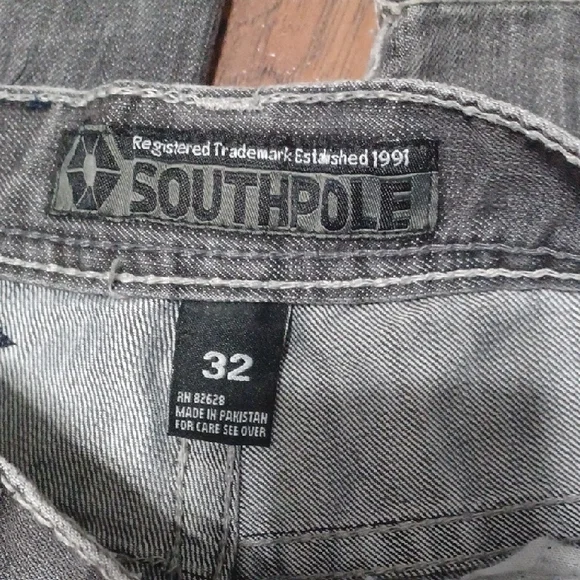 Registered Trademark Established 1991
SOUTHPOLE
32
RN 82628
MADE IN PAKISTAN
FOR CARE SEE OVER